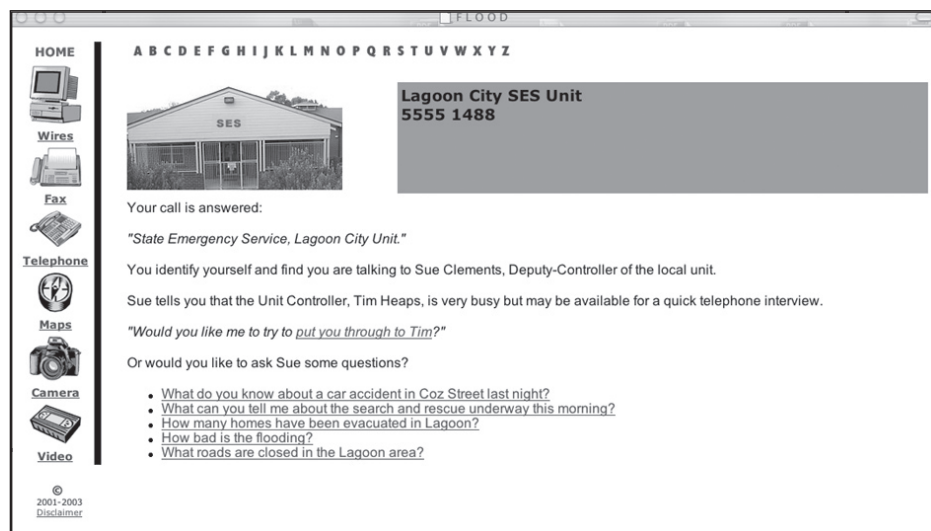 FLOOD
HOME
A B C D E F G H I J K L M N O P Q R S T U V W X Y Z
SES
Lagoon City SES Unit
5555 1488
Wires
Fax
Telephone
Maps
Camera
Video
©
2001-2003
Disclaimer
Your call is answered:
"State Emergency Service, Lagoon City Unit."
You identify yourself and find you are talking to Sue Clements, Deputy-Controller of the local unit.
Sue tells you that the Unit Controller, Tim Heaps, is very busy but may be available for a quick telephone interview.
"Would you like me to try to put you through to Tim?"
Or would you like to ask Sue some questions?
• What do you know about a car accident in Coz Street last night?
• What can you tell me about the search and rescue underway this morning?
• How many homes have been evacuated in Lagoon?
• How bad is the flooding?
• What roads are closed in the Lagoon area?